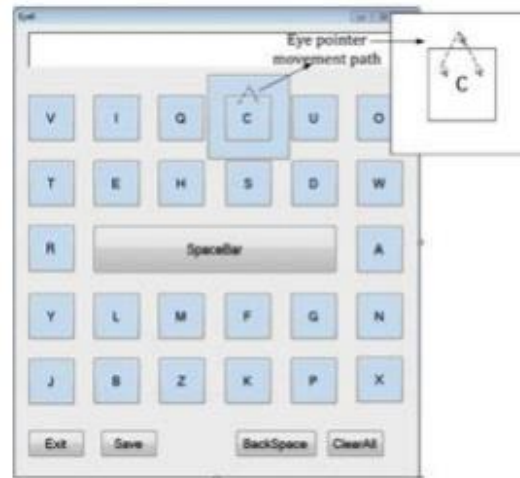 Eye pointer
movement path
C
V I Q C U O
T E H S D W
R SpaceBar A
Y L M F G N
J B Z K P X
Exit Save BackSpace ClearAll